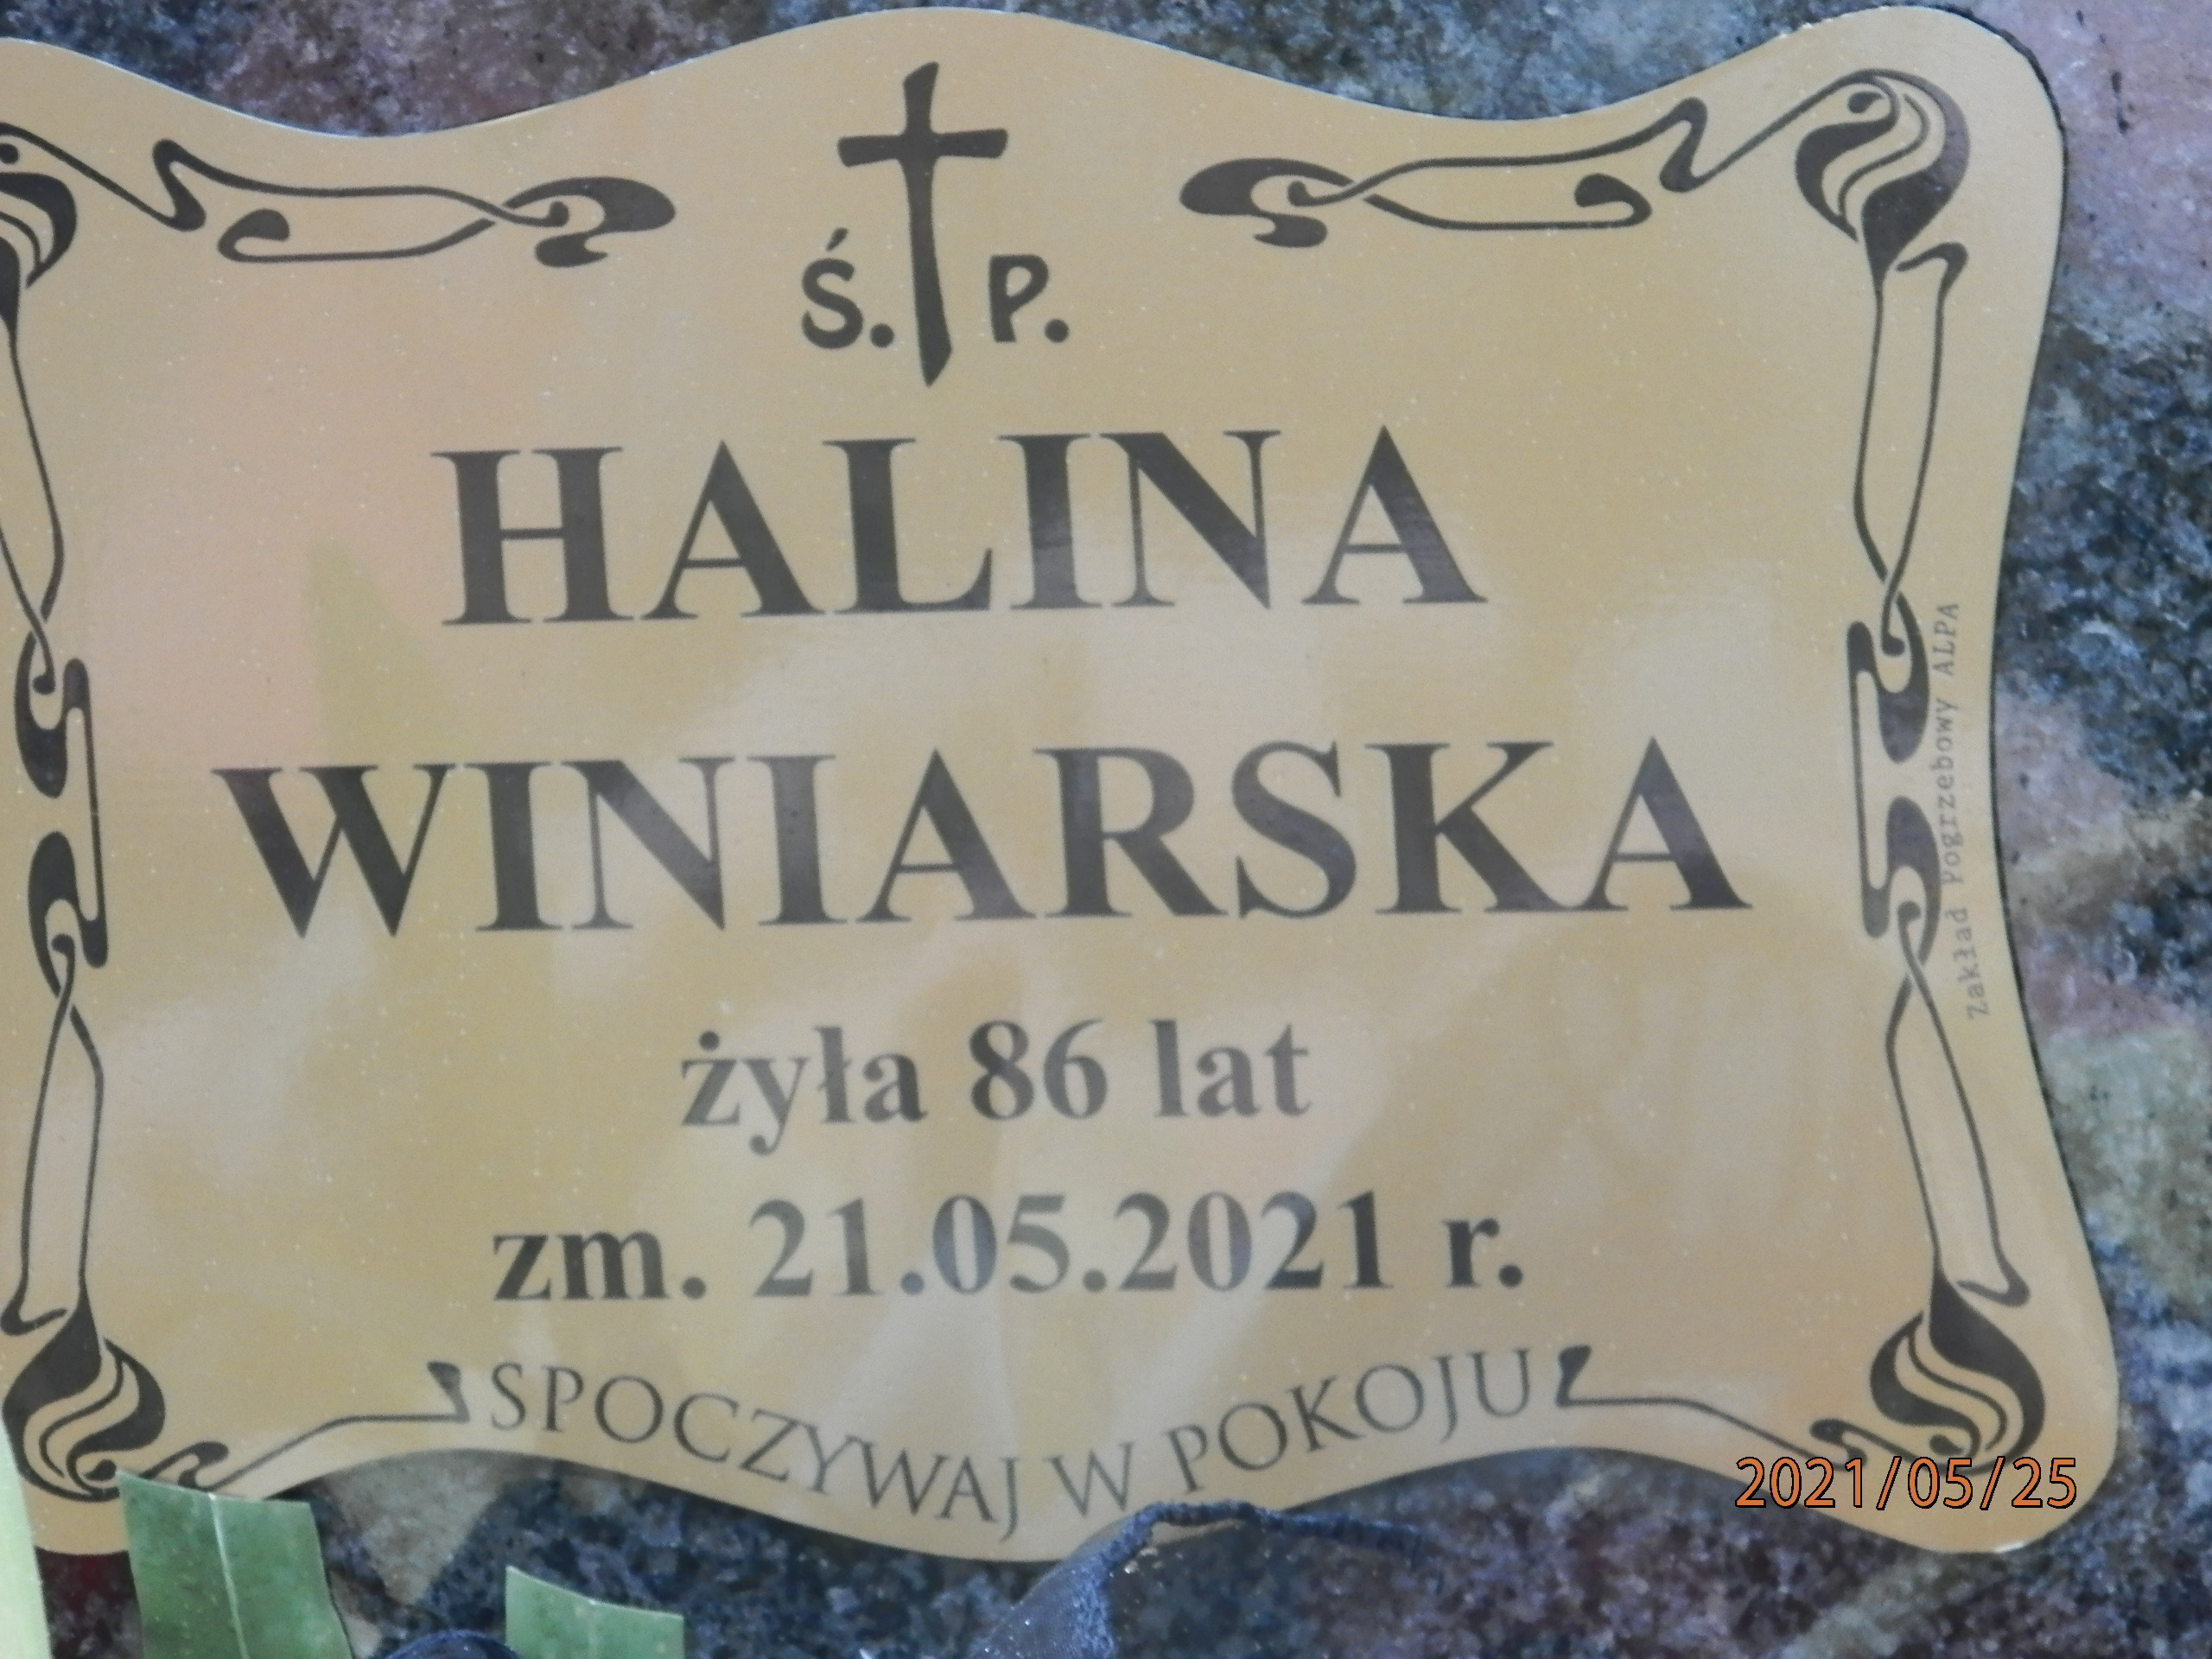 Ś. P.
HALINA
WINIARSKA
żyła 86 lat
zm. 21.05.2021 r.
SPOCZYWAJ W POKOJU
Zakład Pogrzebowy ALPA
2021/05/25